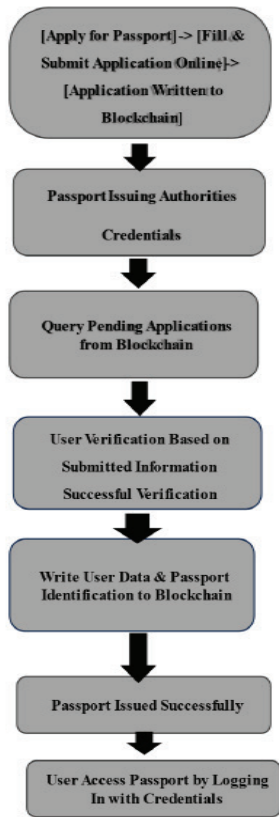 [Apply for Passport]-> [Fill &
Submit Application Online]->
[Application Written to
Blockchain]
Passport Issuing Authorities
Credentials
Query Pending Applications
from Blockchain
User Verification Based on
Submitted Information
Successful Verification
Write User Data & Passport
Identification to Blockchain
Passport Issued Successfully
User Access Passport by Logging
In with Credentials